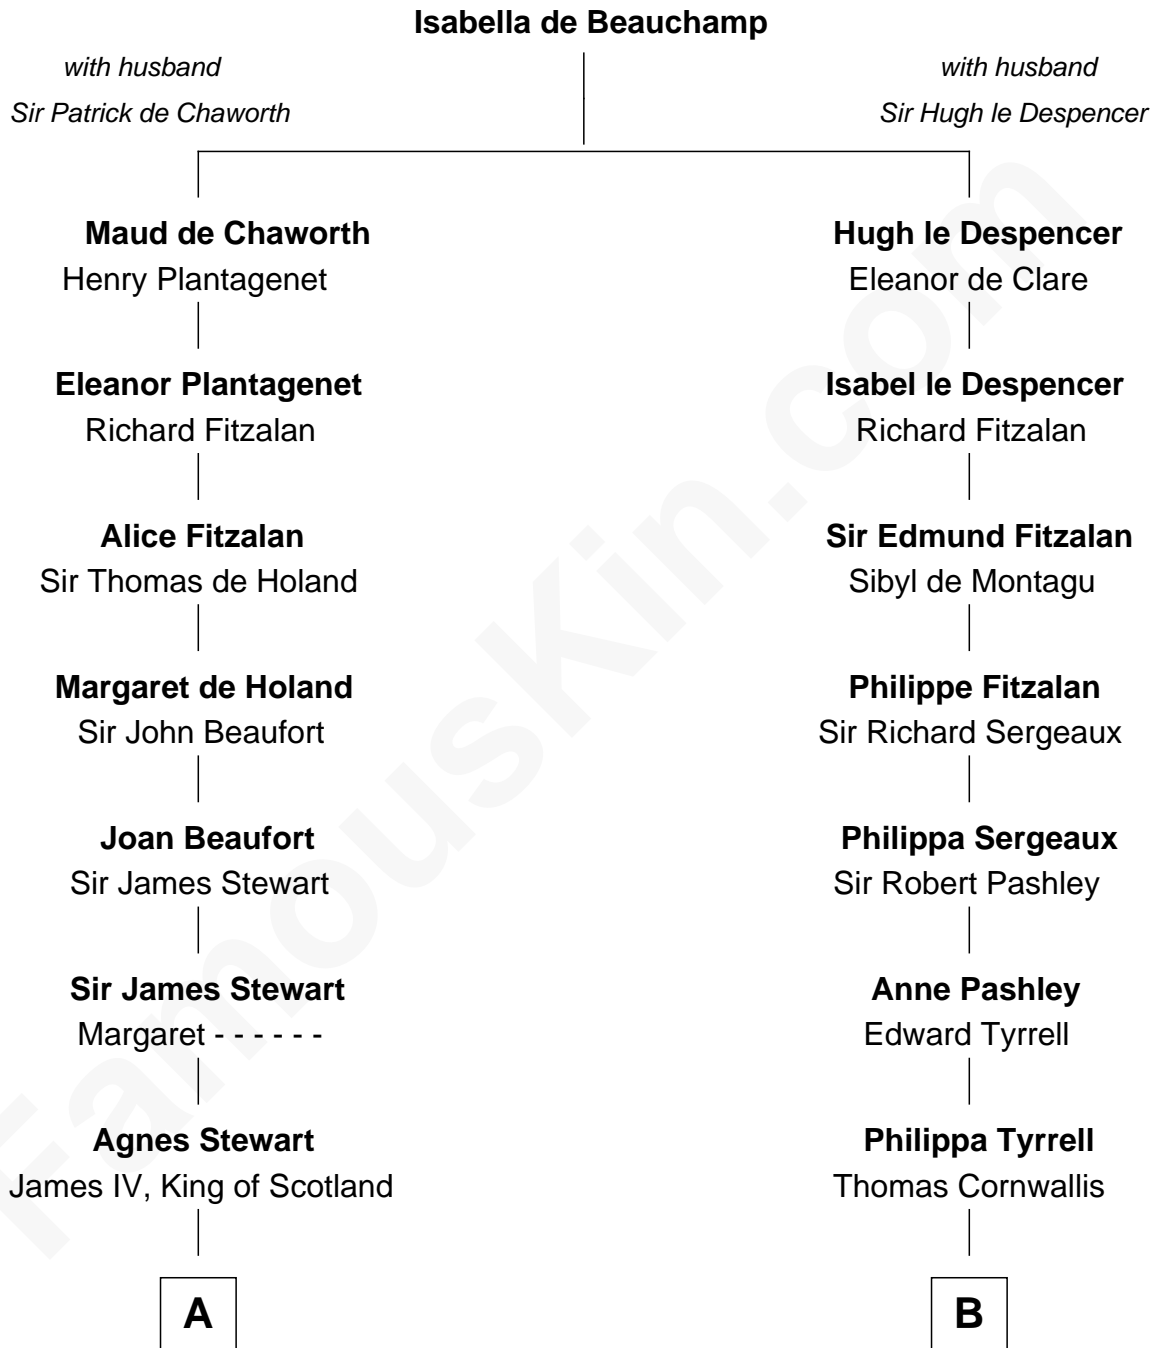 Isabella de Beauchamp
with husband
Sir Patrick de Chaworth
with husband
Sir Hugh le Despencer
Maud de Chaworth
Henry Plantagenet
Hugh le Despencer
Eleanor de Clare
Eleanor Plantagenet
Richard Fitzalan
Isabel le Despencer
Richard Fitzalan
Alice Fitzalan
Sir Thomas de Holand
Sir Edmund Fitzalan
Sibyl de Montagu
Margaret de Holand
Sir John Beaufort
Philippe Fitzalan
Sir Richard Sergeaux
Joan Beaufort
Sir James Stewart
Philippa Sergeaux
Sir Robert Pashley
Sir James Stewart
Margaret - - - - - -
Anne Pashley
Edward Tyrrell
Agnes Stewart
James IV, King of Scotland
Philippa Tyrrell
Thomas Cornwallis
A
B
FamousKin.com